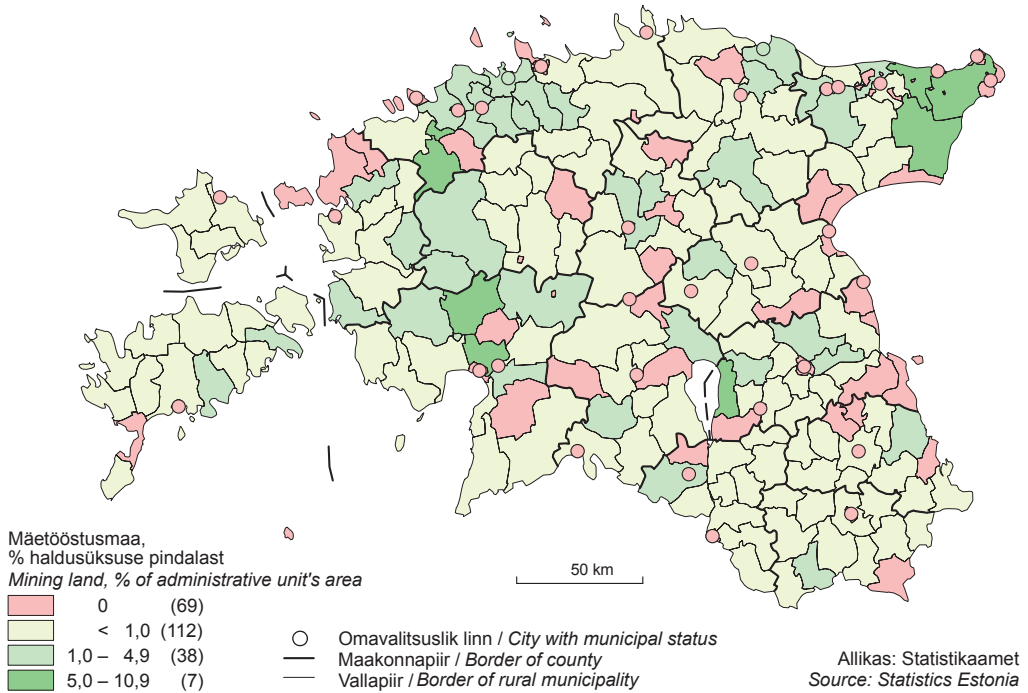 Mäetööstusmaa,
% haldusüksuse pindalast
Mining land, % of administrative unit's area
0 (69)
< 1,0 (112)
1,0 – 4,9 (38)
5,0 – 10,9 (7)
50 km
Omavalitsuslik linn / City with municipal status
Maakonnapiir / Border of county
Vallapiir / Border of rural municipality
Allikas: Statistikaamet
Source: Statistics Estonia